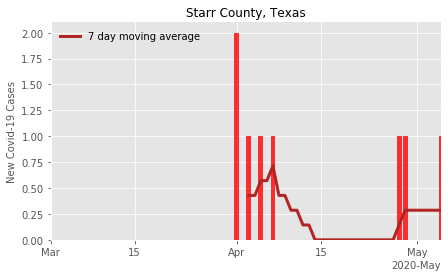 Starr County, Texas
7 day moving average
New Covid-19 Cases
2.00
1.75
1.50
1.25
1.00
0.75
0.50
0.25
0.00
Mar
15
Apr
15
May
2020-May